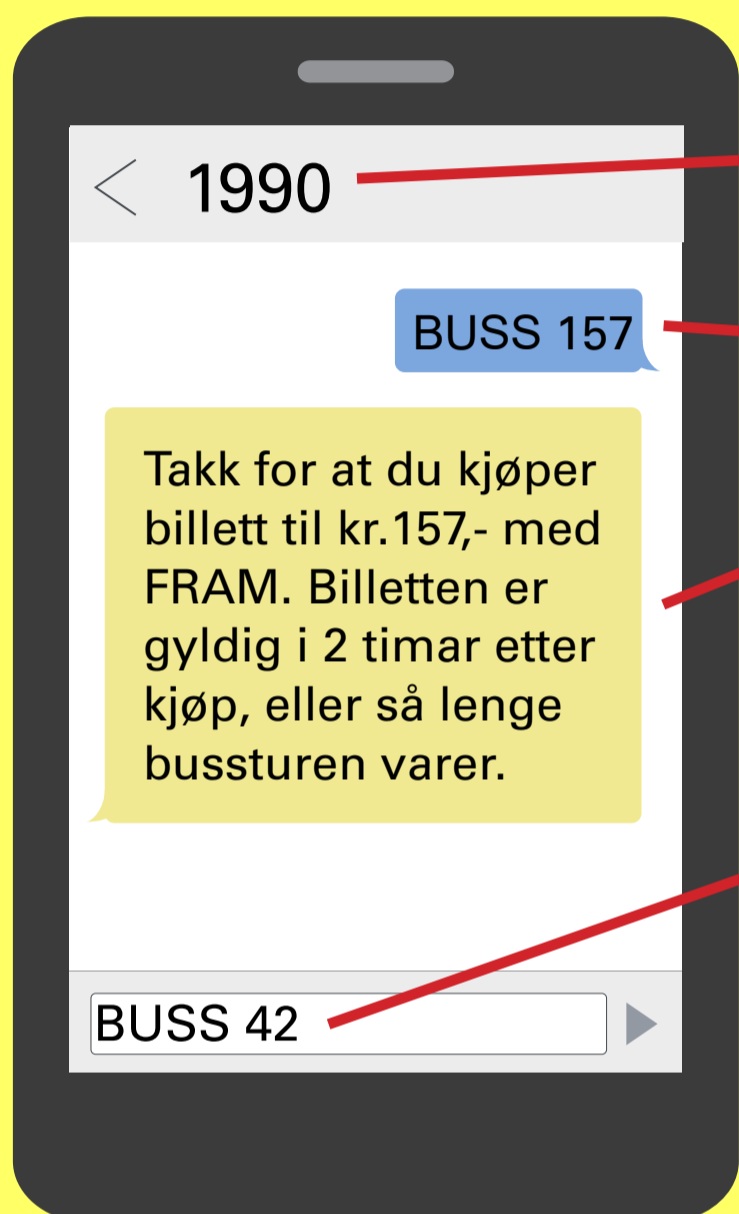 1990
BUSS 157
Takk for at du kjøper
billett til kr.157,- med
FRAM. Billetten er
gyldig i 2 timar etter
kjøp, eller så lenge
bussturen varer.
BUSS 42